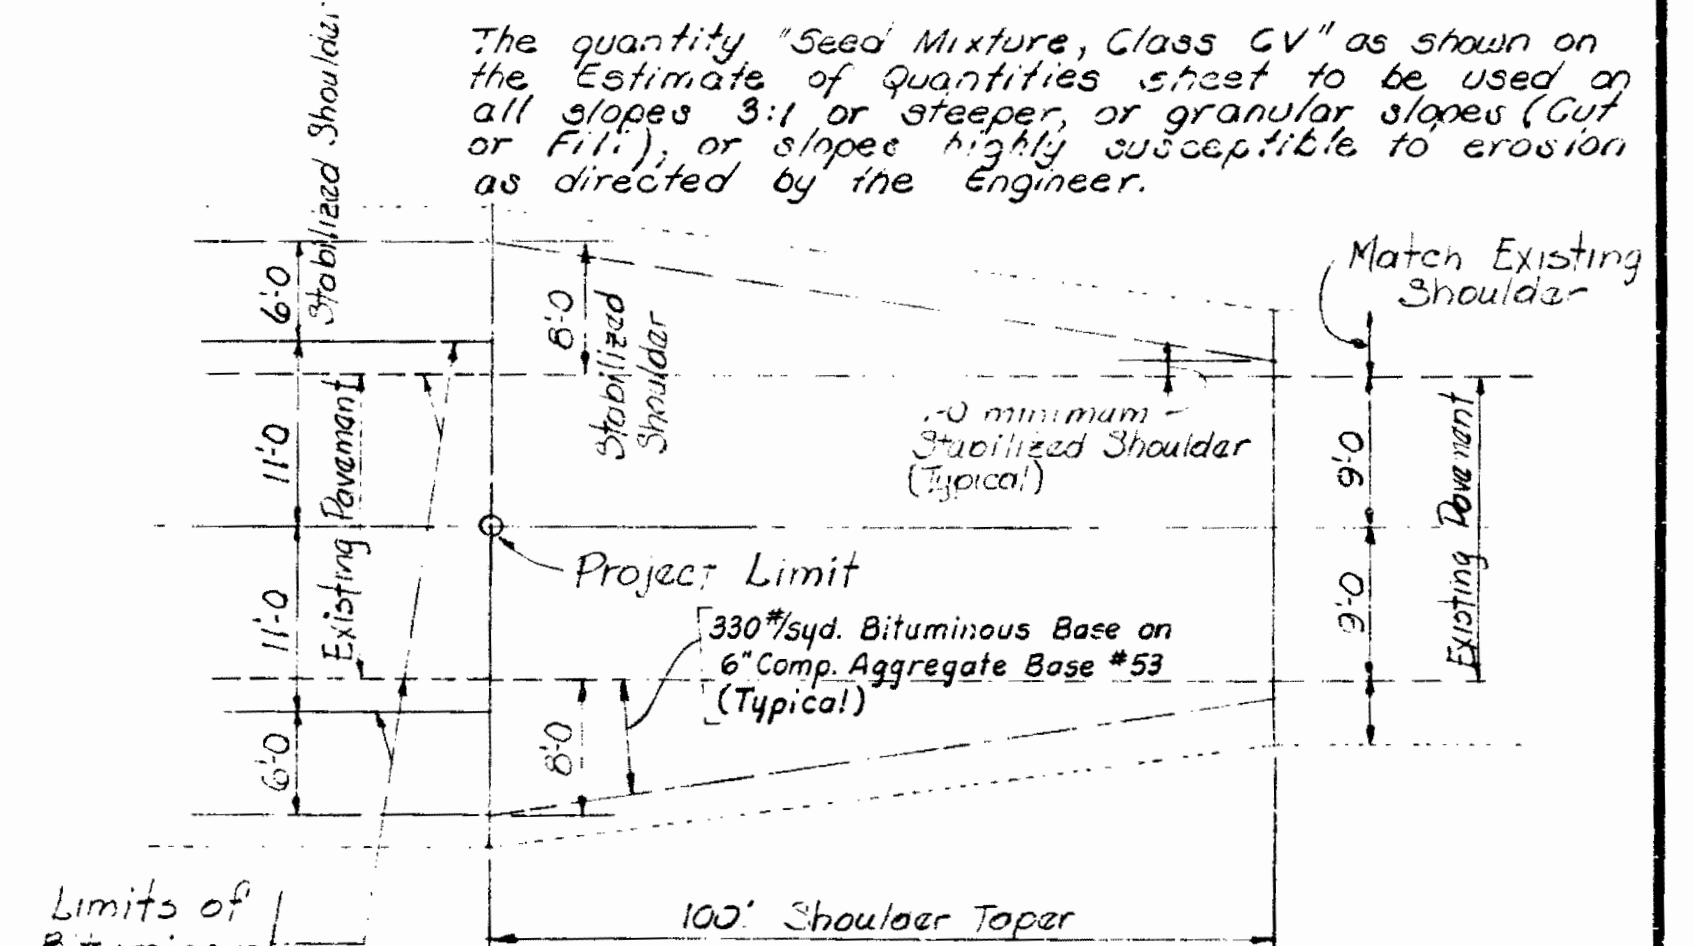 The quantity "Seed Mixture, Class CV" as shown on
the Estimate of Quantities sheet to be used on
all slopes 3:1 or steeper, or granular slopes (Cut
or Fill), or slopes highly susceptible to erosion
as directed by the Engineer.
Stabilized Shoulder
6'-0
11'-0
11'-0
6'-0
Existing Pavement
8'-0
Stabilized
Shoulder
Match Existing
Shoulder
-0 minimum
Stabilized Shoulder
(Typical)
9'-0
9'-0
Existing Pavement
Project Limit
330#/syd. Bituminous Base on
6" Comp. Aggregate Base #53
(Typical)
8'-0
Limits of
100' Shoulder Taper